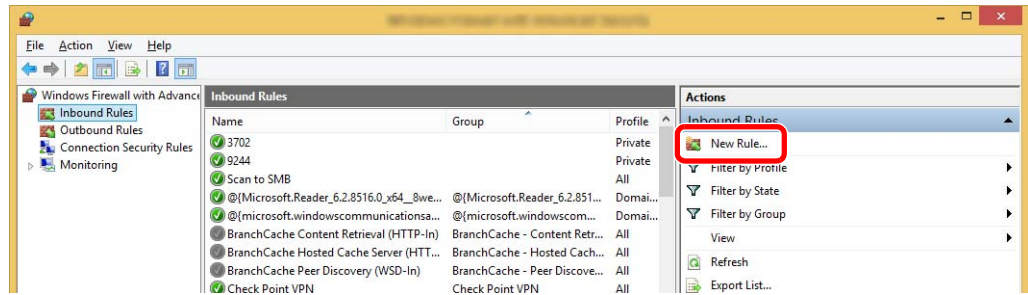 File Action View Help
Windows Firewall with Advance
Inbound Rules
Outbound Rules
Connection Security Rules
Monitoring
Inbound Rules
Name Group Profile
3702 Private
9244 Private
Scan to SMB All
@{Microsoft.Reader_6.2.8516.0_x64__8we... @{Microsoft.Reader_6.2.851... Domai...
@{microsoft.windowscommunicationsa... @{microsoft.windowscom... Domai...
BranchCache Content Retrieval (HTTP-In) BranchCache - Content Retr... All
BranchCache Hosted Cache Server (HTT... BranchCache - Hosted Cach... All
BranchCache Peer Discovery (WSD-In) BranchCache - Peer Discove... All
Check Point VPN Check Point VPN All
Actions
Inbound Rules
New Rule...
Filter by Profile
Filter by State
Filter by Group
View
Refresh
Export List...